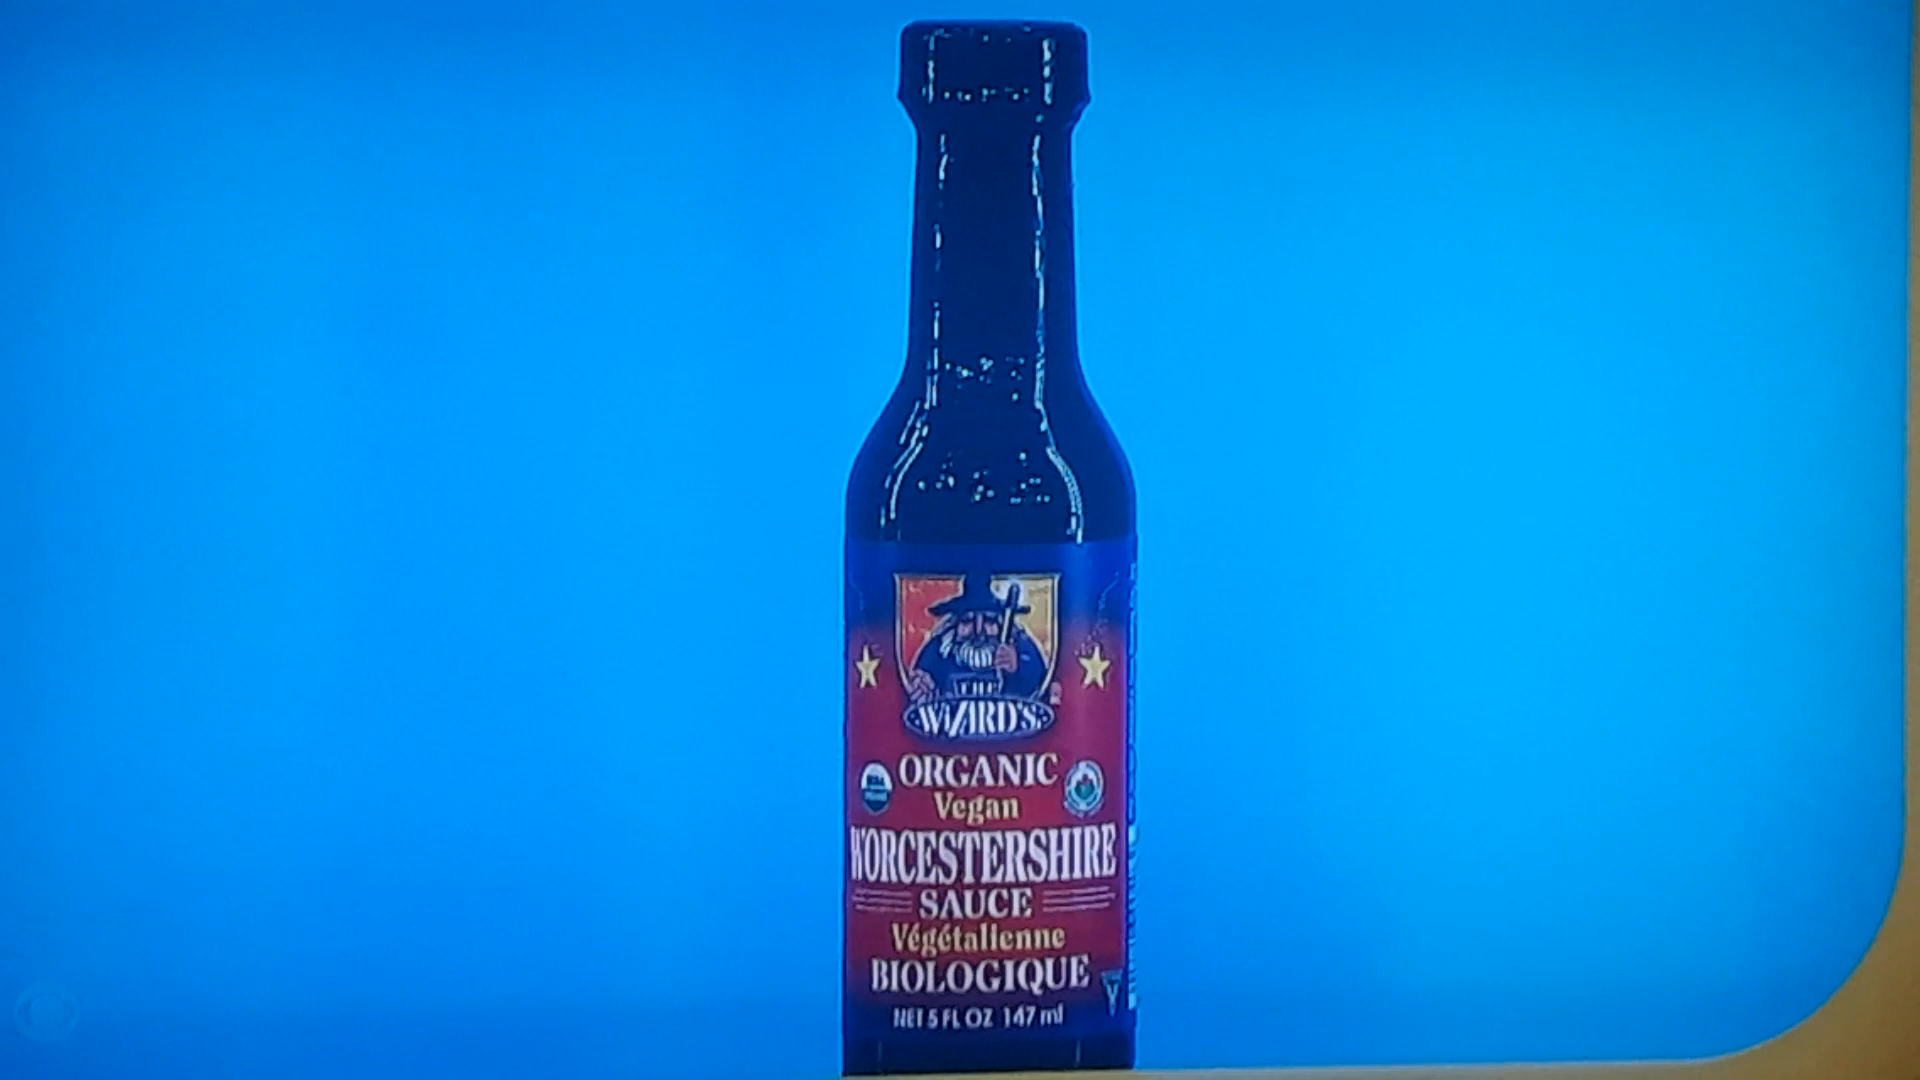 THE
WIZARD'S
ORGANIC
Vegan
WORCESTERSHIRE
SAUCE
Végétalienne
BIOLOGIQUE
NET 5 FL OZ 147 ml